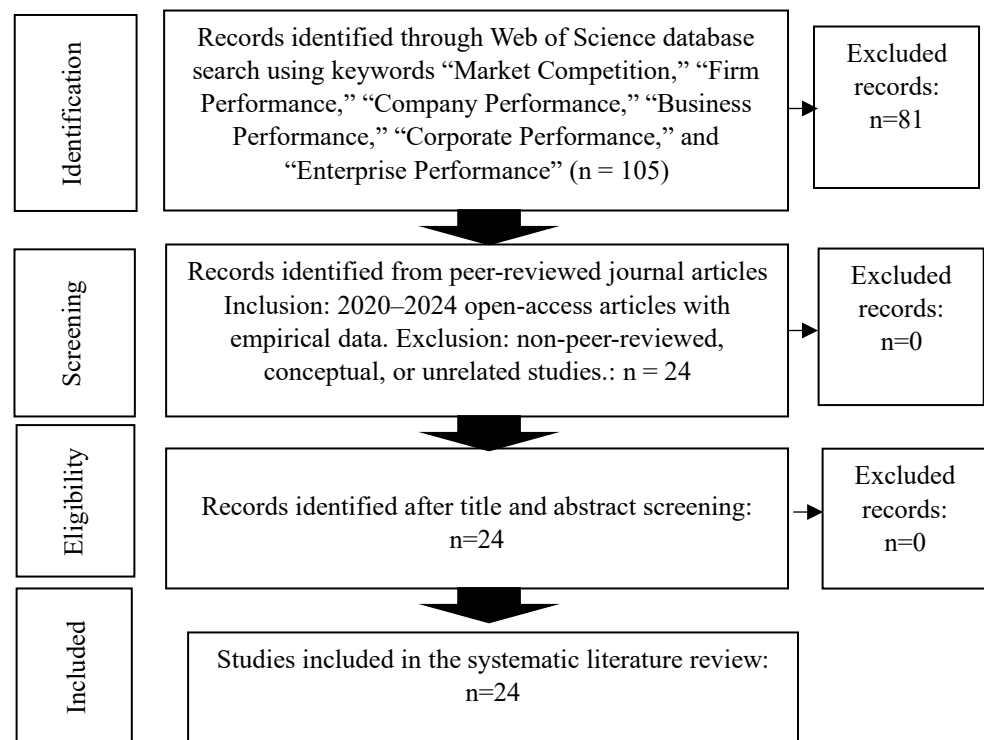 Identification
Records identified through Web of Science database
search using keywords “Market Competition,” “Firm
Performance,” “Company Performance,” “Business
Performance,” “Corporate Performance,” and
“Enterprise Performance” (n = 105)
Excluded
records:
n=81
Screening
Records identified from peer-reviewed journal articles
Inclusion: 2020–2024 open-access articles with
empirical data. Exclusion: non-peer-reviewed,
conceptual, or unrelated studies.: n = 24
Excluded
records:
n=0
Eligibility
Records identified after title and abstract screening:
n=24
Excluded
records:
n=0
Included
Studies included in the systematic literature review:
n=24